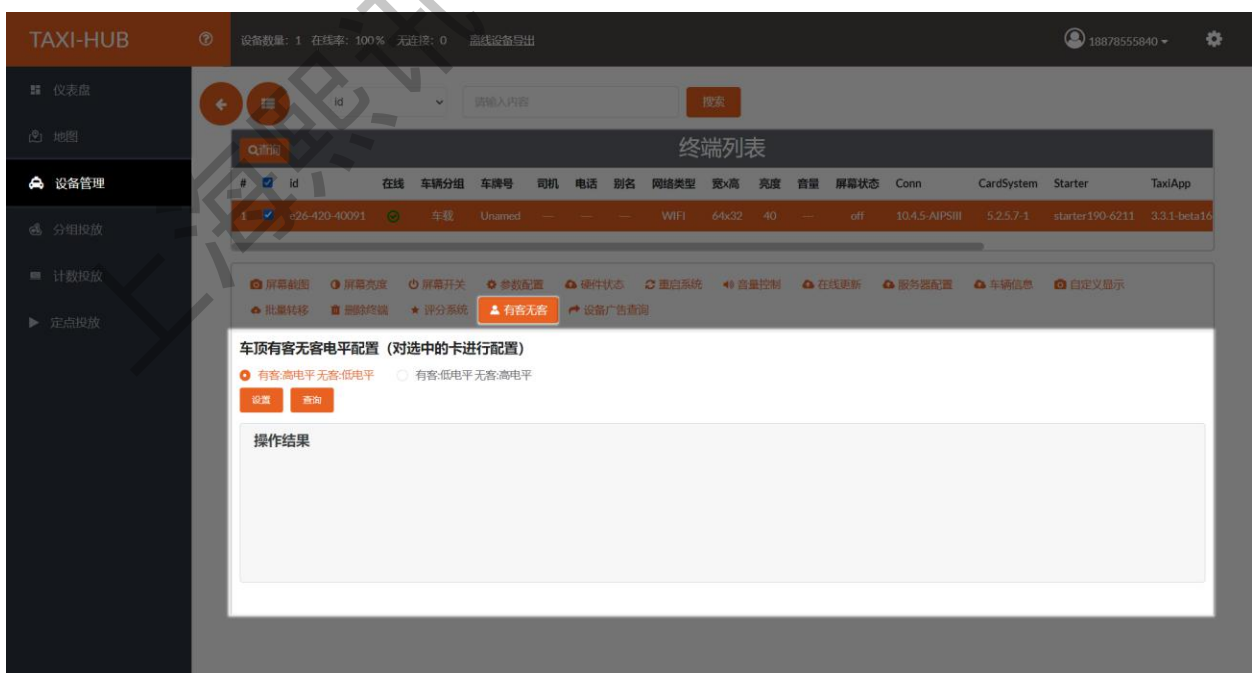 TAXI-HUB
设备数量: 1 在线率: 100% 无连接: 0 离线设备导出
18878555840
仪表盘
地图
设备管理
分组投放
计数投放
定点投放
id 请输入内容 搜索
查询 终端列表
# id 在线 车辆分组 车牌号 司机 电话 别名 网络类型 宽x高 亮度 音量 屏幕状态 Conn CardSystem Starter TaxiApp
1 c26-420-40091 车载 Unamed — — — WIFI 64x32 40 — off 10.4.5-AIPSIII 5.2.5.7-1 starter190-6211 3.3.1-beta16
屏幕截图 屏幕亮度 屏幕开关 参数配置 硬件状态 重启系统 音量控制 在线更新 服务器配置 车辆信息 自定义显示
批量转移 删除终端 评分系统 有客无客 设备广告查询
车顶有客无客电平配置（对选中的卡进行配置）
有客:高电平 无客:低电平 有客:低电平 无客:高电平
设置 查询
操作结果
上海熙讯